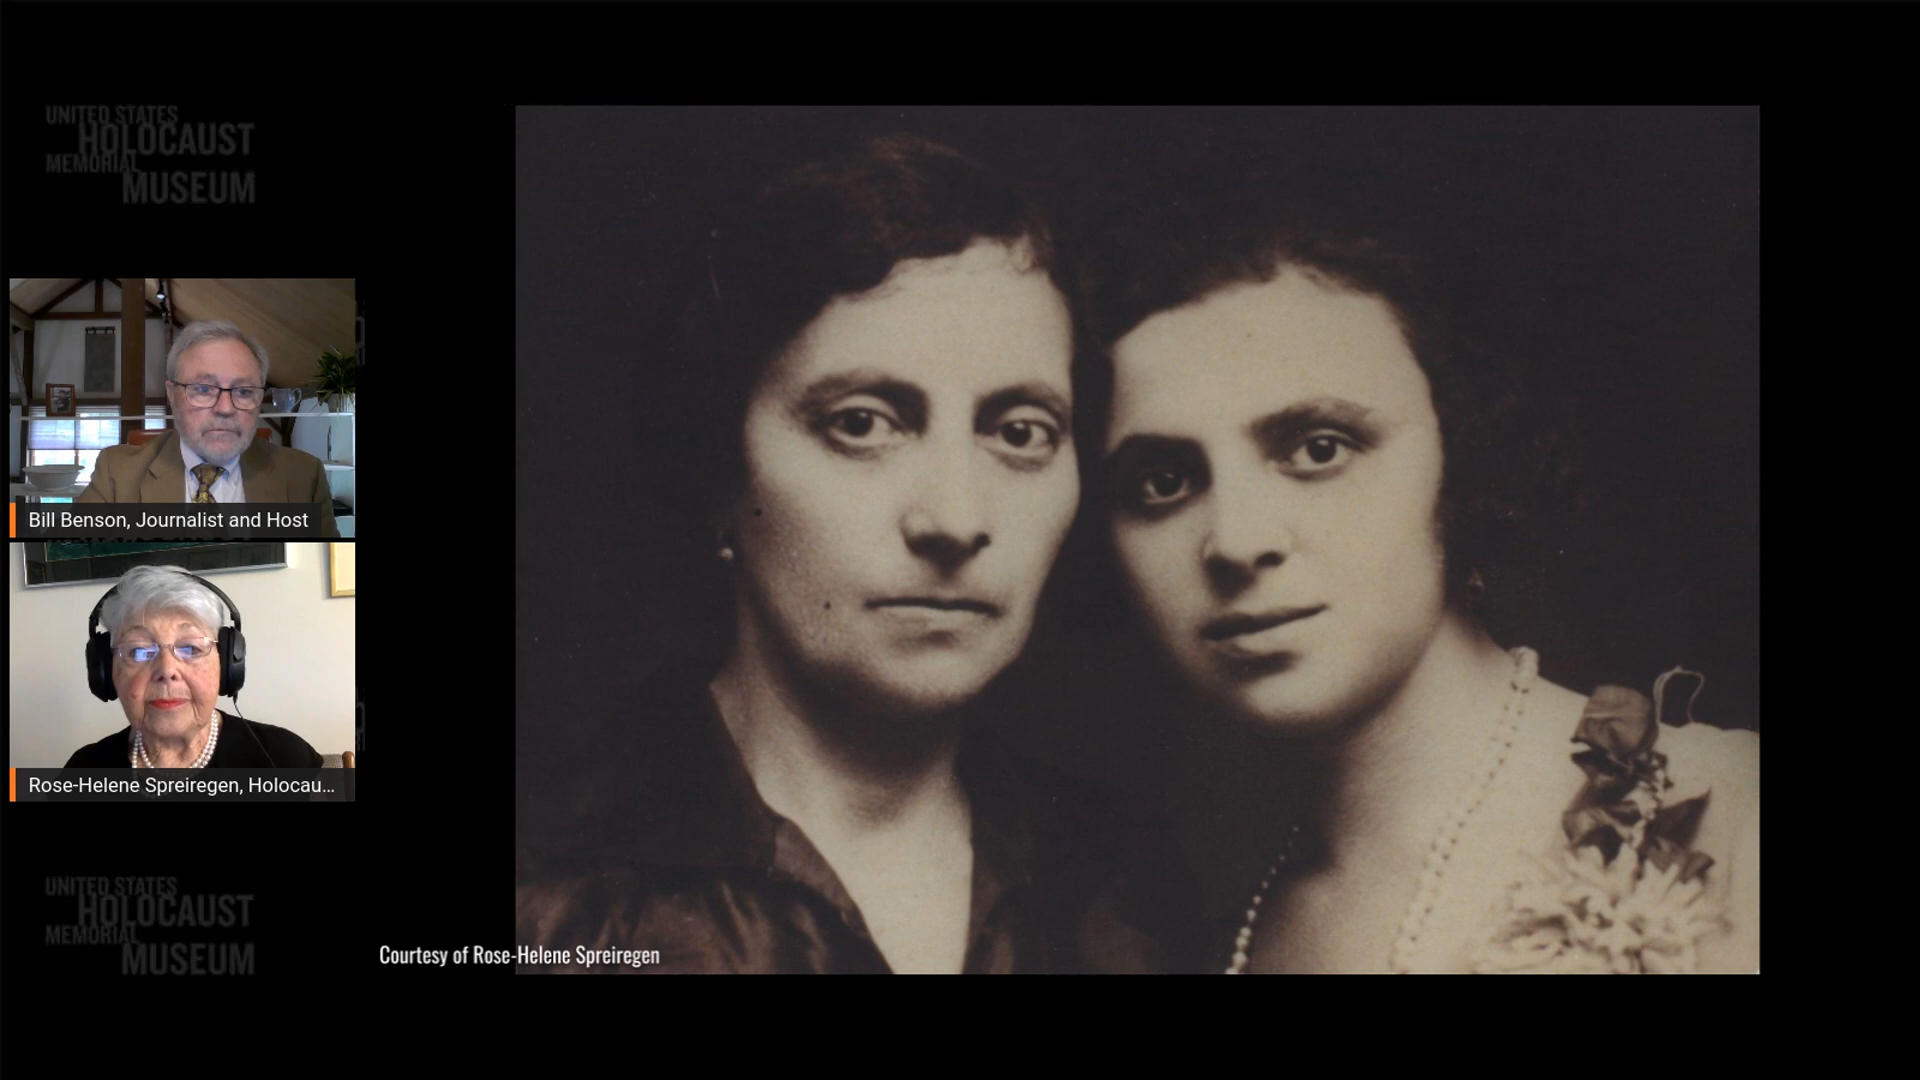 UNITED STATES
HOLOCAUST
MEMORIAL
MUSEUM
Bill Benson, Journalist and Host
Rose-Helene Spreiregen, Holocau...
UNITED STATES
HOLOCAUST
MEMORIAL
MUSEUM
Courtesy of Rose-Helene Spreiregen